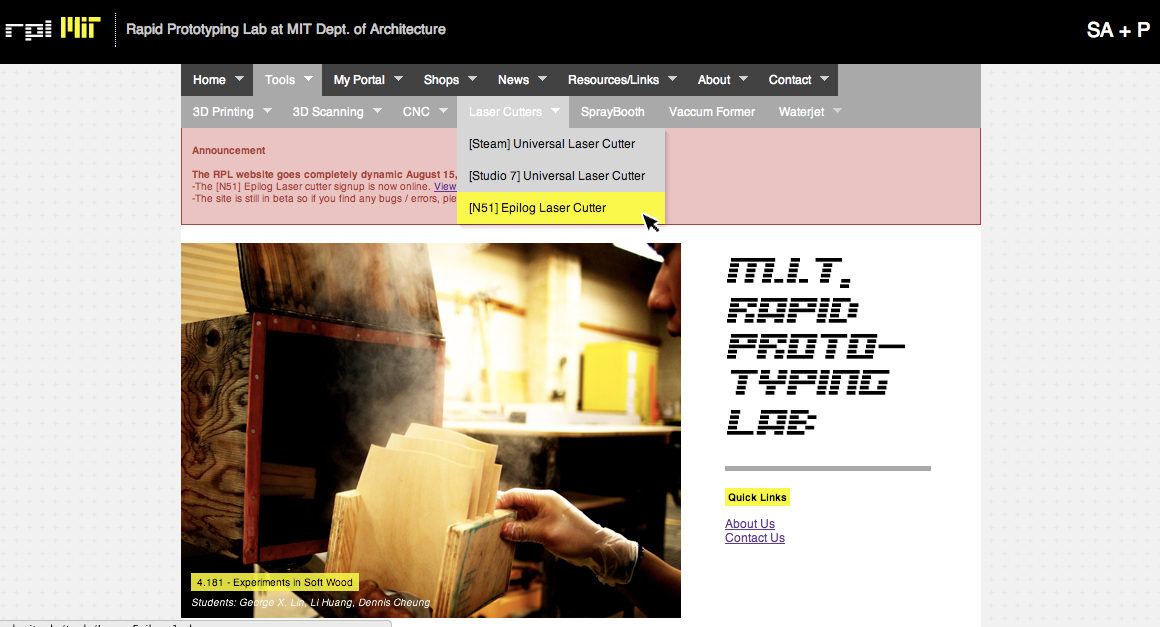 rpl MIT Rapid Prototyping Lab at MIT Dept. of Architecture SA + P
Home Tools My Portal Shops News Resources/Links About Contact
3D Printing 3D Scanning CNC Laser Cutters SprayBooth Vaccum Former Waterjet
[Steam] Universal Laser Cutter
[Studio 7] Universal Laser Cutter
[N51] Epilog Laser Cutter
Announcement
The RPL website goes completely dynamic August 15,
-The [N51] Epilog Laser cutter signup is now online. View
-The site is still in beta so if you find any bugs / errors, ple
M.I.T.
RAPID
PROTO-
TYPING
LAB
Quick Links
About Us
Contact Us
4.181 - Experiments in Soft Wood
Students: George X. Lin, Li Huang, Dennis Cheung